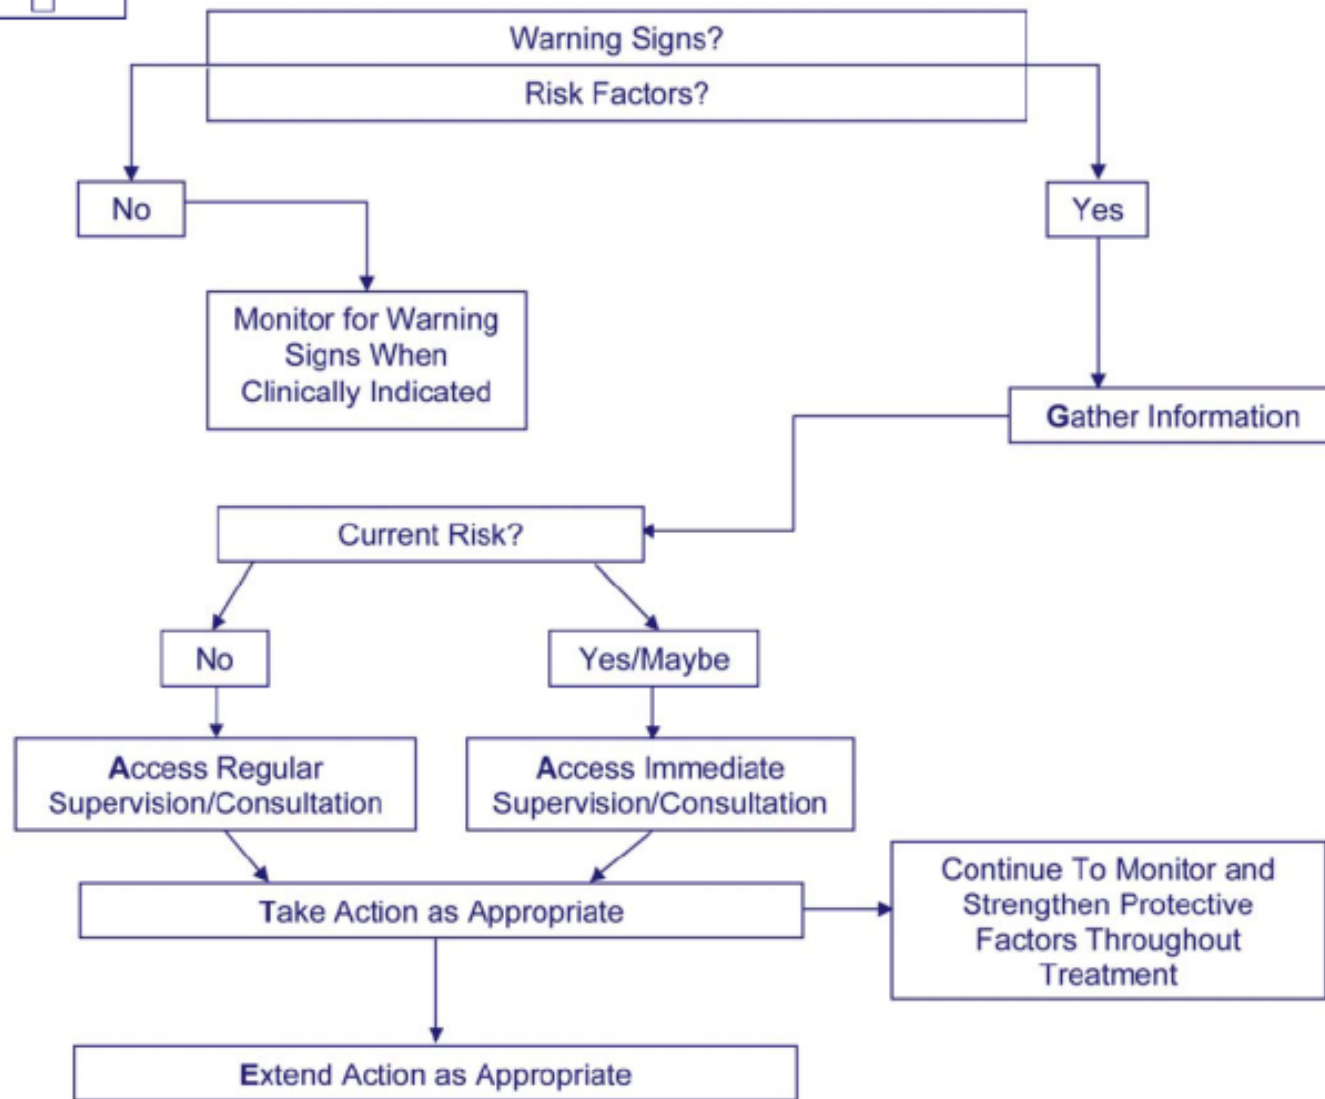 Warning Signs?
Risk Factors?
No
Yes
Monitor for Warning
Signs When
Clinically Indicated
Gather Information
Current Risk?
No
Yes/Maybe
Access Regular
Supervision/Consultation
Access Immediate
Supervision/Consultation
Take Action as Appropriate
Continue To Monitor and
Strengthen Protective
Factors Throughout
Treatment
Extend Action as Appropriate